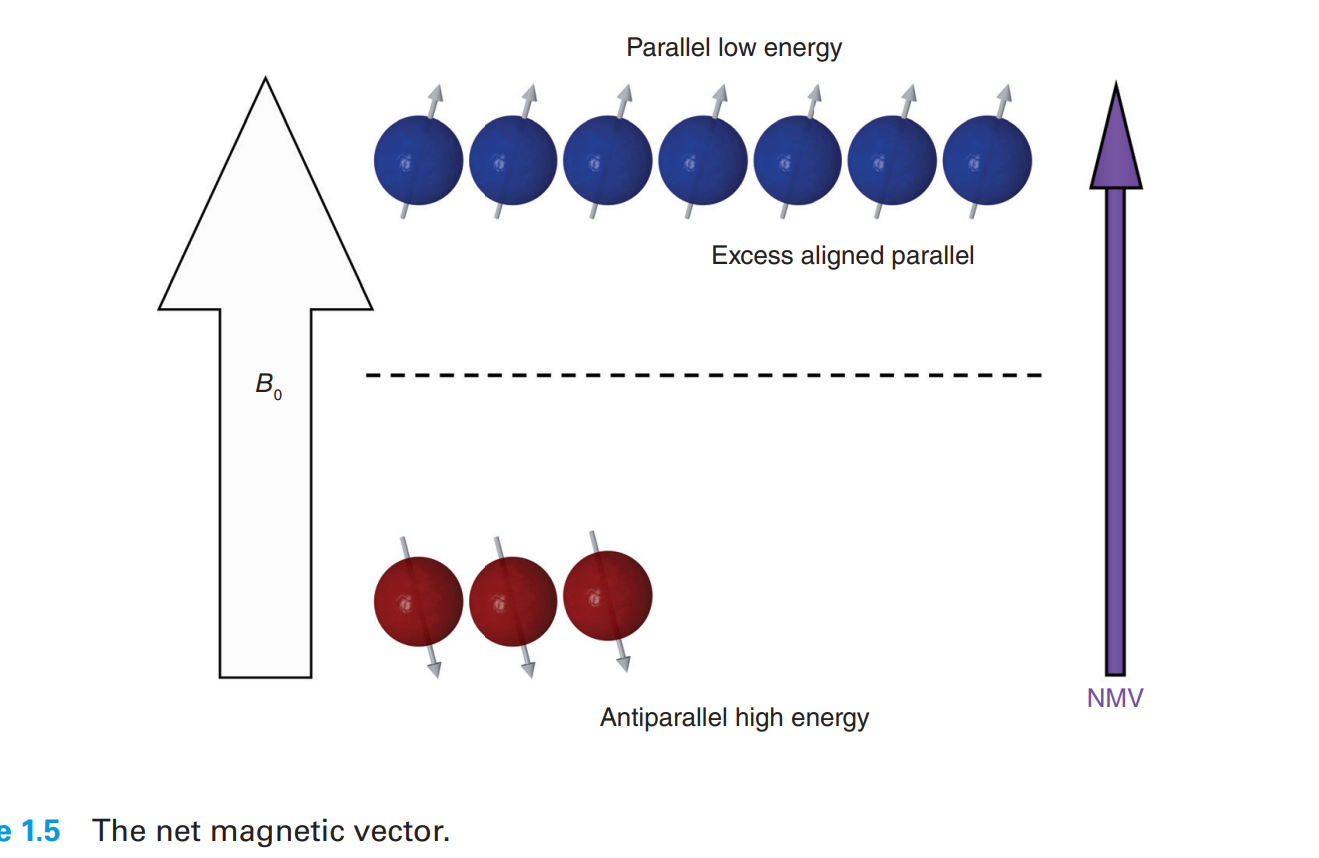 Parallel low energy
Excess aligned parallel
B0
Antiparallel high energy
NMV
e 1.5 The net magnetic vector.